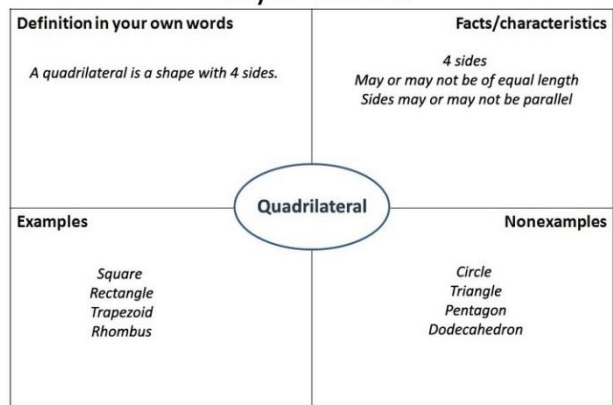 Definition in your own words
A quadrilateral is a shape with 4 sides.
Facts/characteristics
4 sides
May or may not be of equal length
Sides may or may not be parallel
Quadrilateral
Examples
Square
Rectangle
Trapezoid
Rhombus
Nonexamples
Circle
Triangle
Pentagon
Dodecahedron